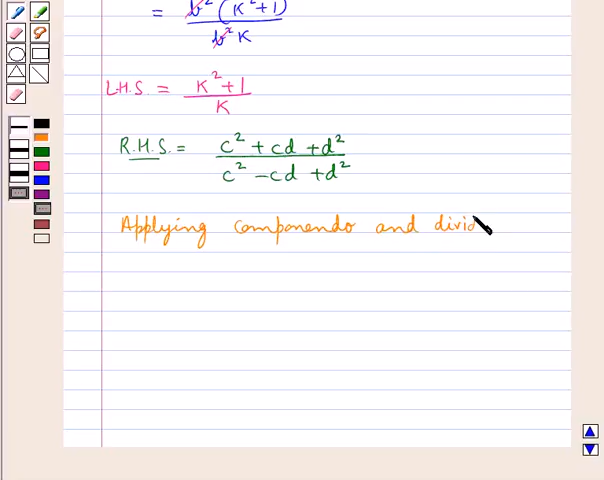 = b²(K²+1) / b²K
L.H.S = K²+1 / K
R.H.S. = c² + cd + d² / c² - cd + d²
Applying componendo and divid